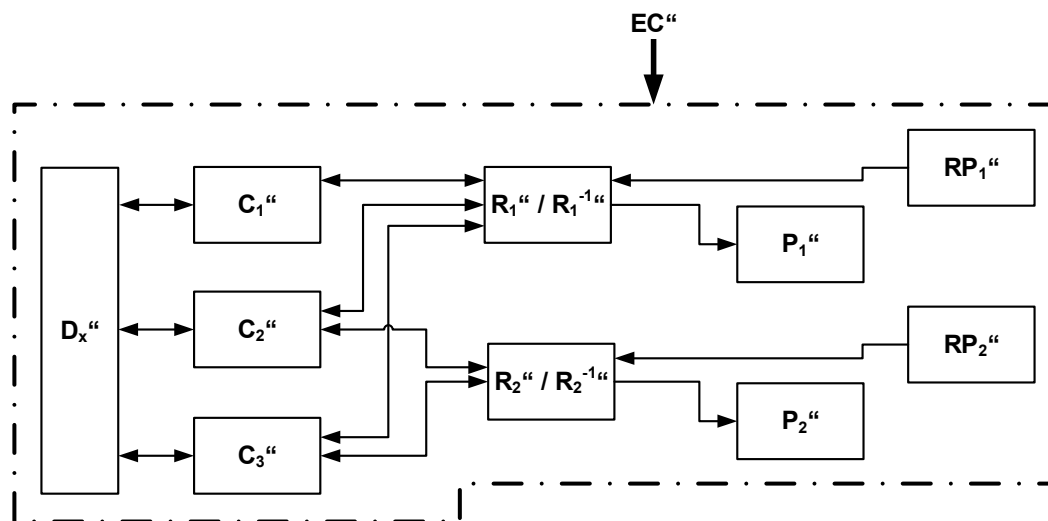 EC“
RP₁“
C₁“
R₁“ / R₁⁻¹“
P₁“
Dₓ“
C₂“
RP₂“
R₂“ / R₂⁻¹“
P₂“
C₃“